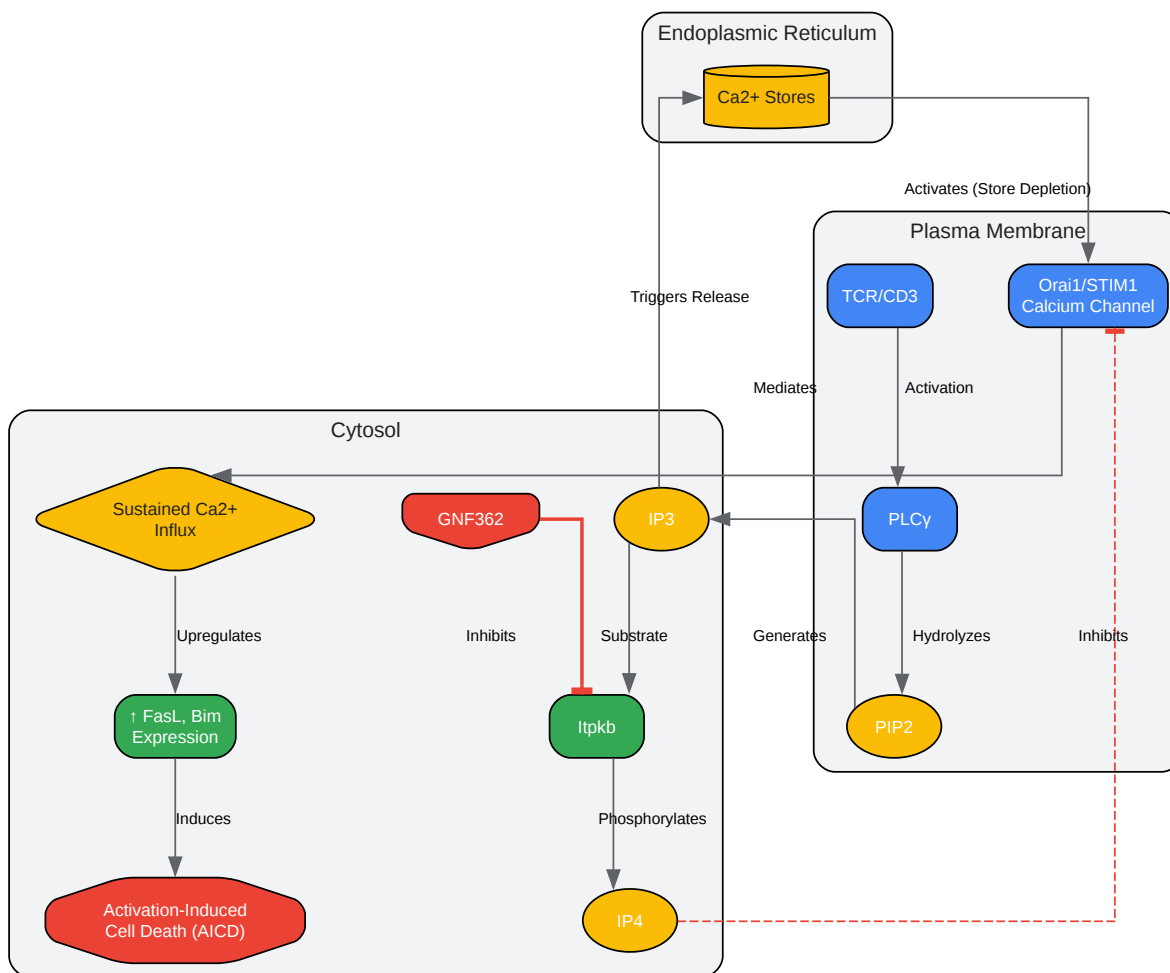 Endoplasmic Reticulum
Ca2+ Stores
Activates (Store Depletion)
Plasma Membrane
TCR/CD3
Orai1/STIM1
Calcium Channel
Triggers Release
Mediates
Activation
Cytosol
Sustained Ca2+
Influx
GNF362
IP3
PLCγ
Upregulates
Inhibits
Substrate
Generates
Hydrolyzes
Inhibits
↑ FasL, Bim
Expression
Itpkb
PIP2
Induces
Phosphorylates
Activation-Induced
Cell Death (AICD)
IP4